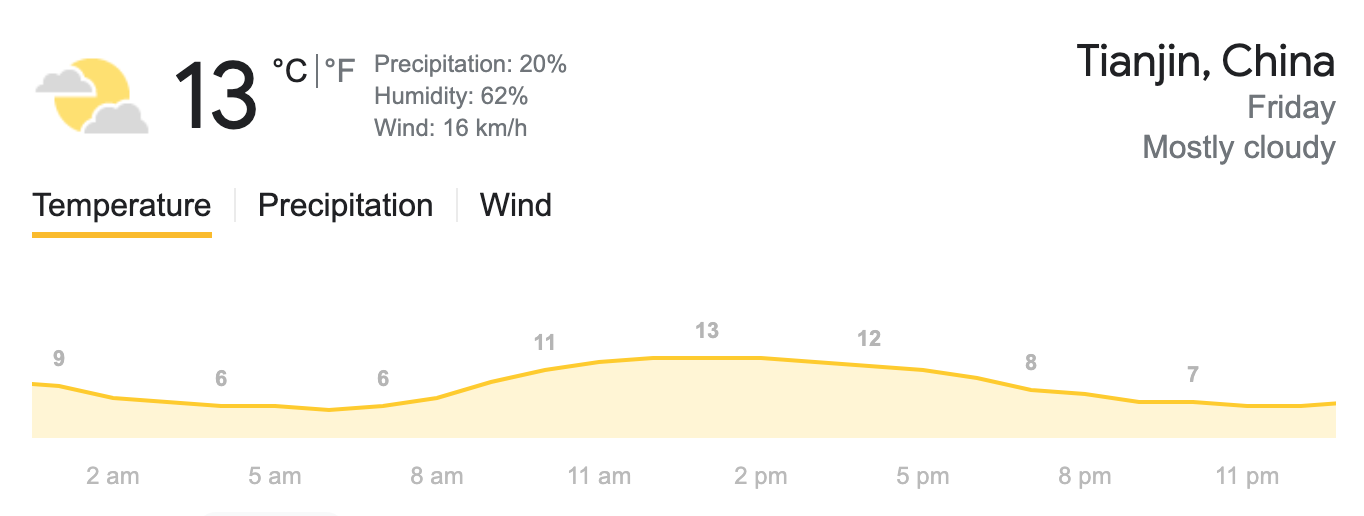 13 °C | °F
Precipitation: 20%
Humidity: 62%
Wind: 16 km/h
Tianjin, China
Friday
Mostly cloudy
Temperature | Precipitation | Wind
9 6 6 11 13 12 8 7
2 am 5 am 8 am 11 am 2 pm 5 pm 8 pm 11 pm